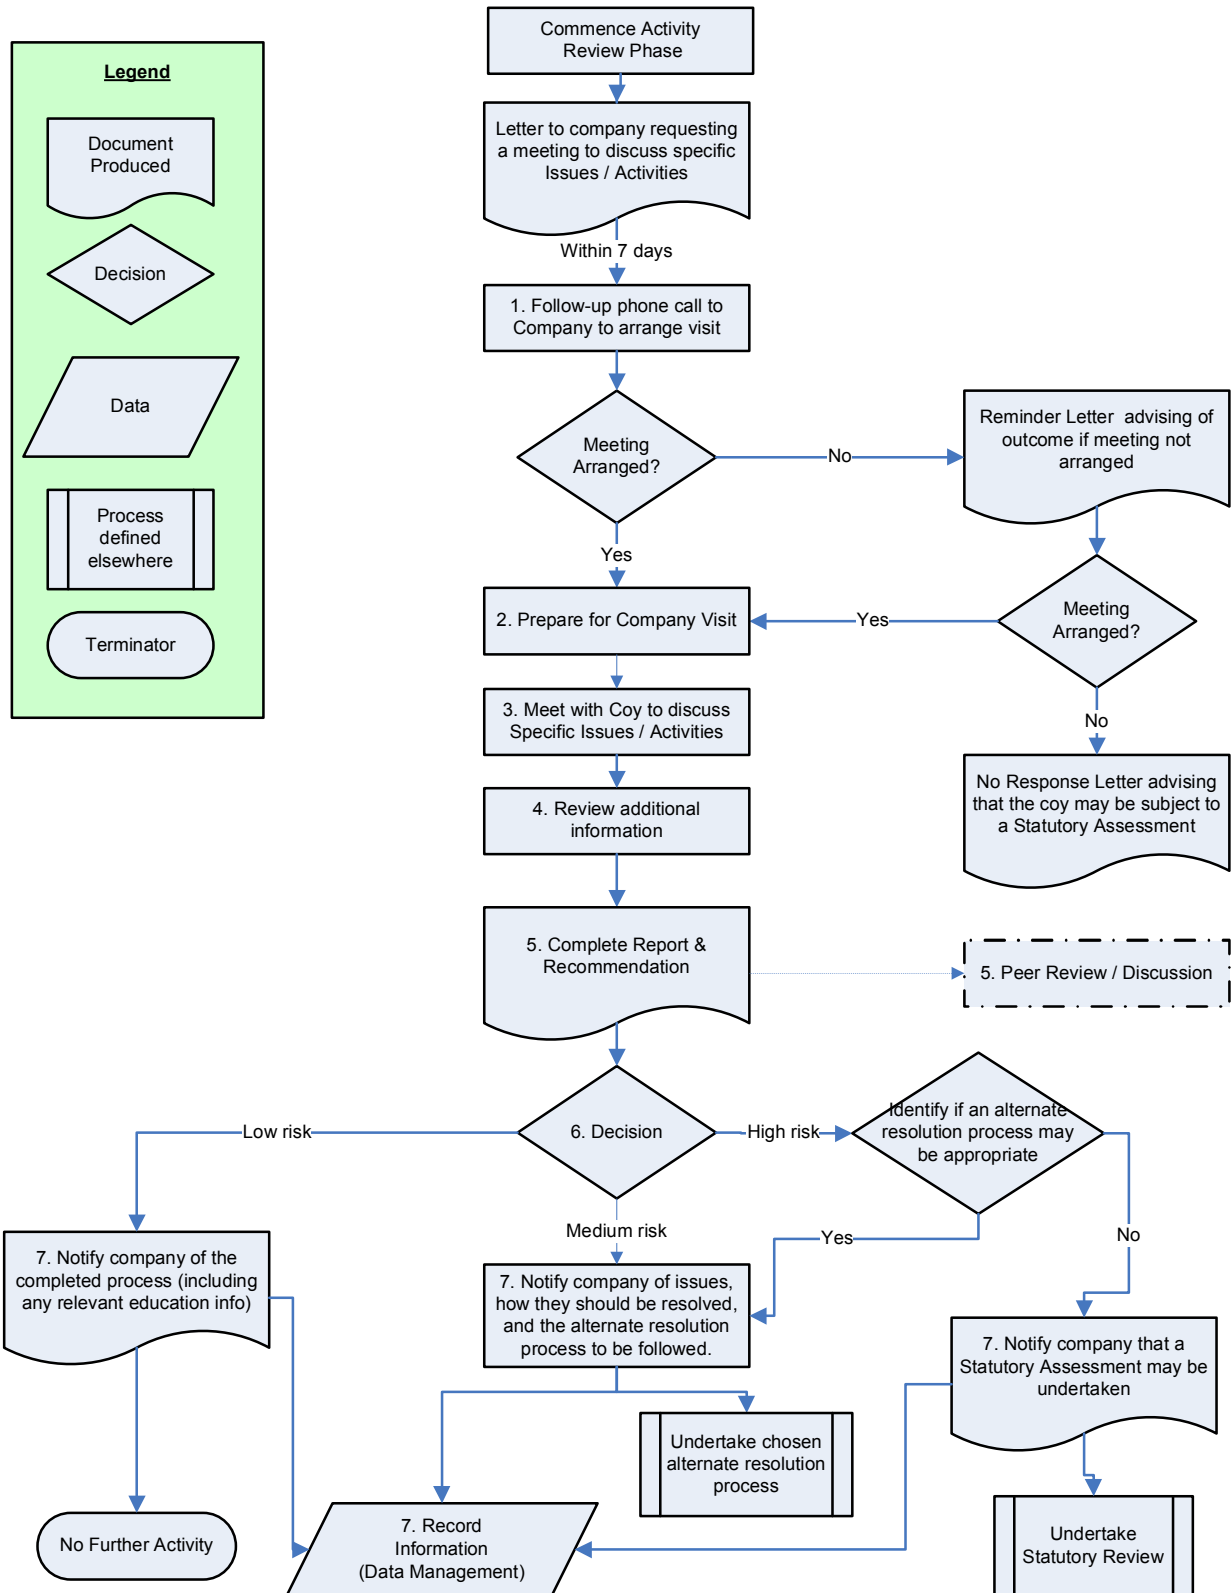 Legend
Document
Produced
Decision
Data
Process
defined
elsewhere
Terminator
Commence Activity
Review Phase
Letter to company requesting
a meeting to discuss specific
Issues / Activities
Within 7 days
1. Follow-up phone call to
Company to arrange visit
Meeting
Arranged?
No
Reminder Letter  advising of
outcome if meeting not
arranged
Yes
2. Prepare for Company Visit
Yes
Meeting
Arranged?
No
3. Meet with Coy to discuss
Specific Issues / Activities
No Response Letter advising
that the coy may be subject to
a Statutory Assessment
4. Review additional
information
5. Complete Report &
Recommendation
5. Peer Review / Discussion
6. Decision
Low risk
High risk
Identify if an alternate
resolution process may
be appropriate
Medium risk
Yes
No
7. Notify company of the
completed process (including
any relevant education info)
7. Notify company of issues,
how they should be resolved,
and the alternate resolution
process to be followed.
7. Notify company that a
Statutory Assessment may be
undertaken
Undertake chosen
alternate resolution
process
No Further Activity
7. Record
Information
(Data Management)
Undertake
Statutory Review